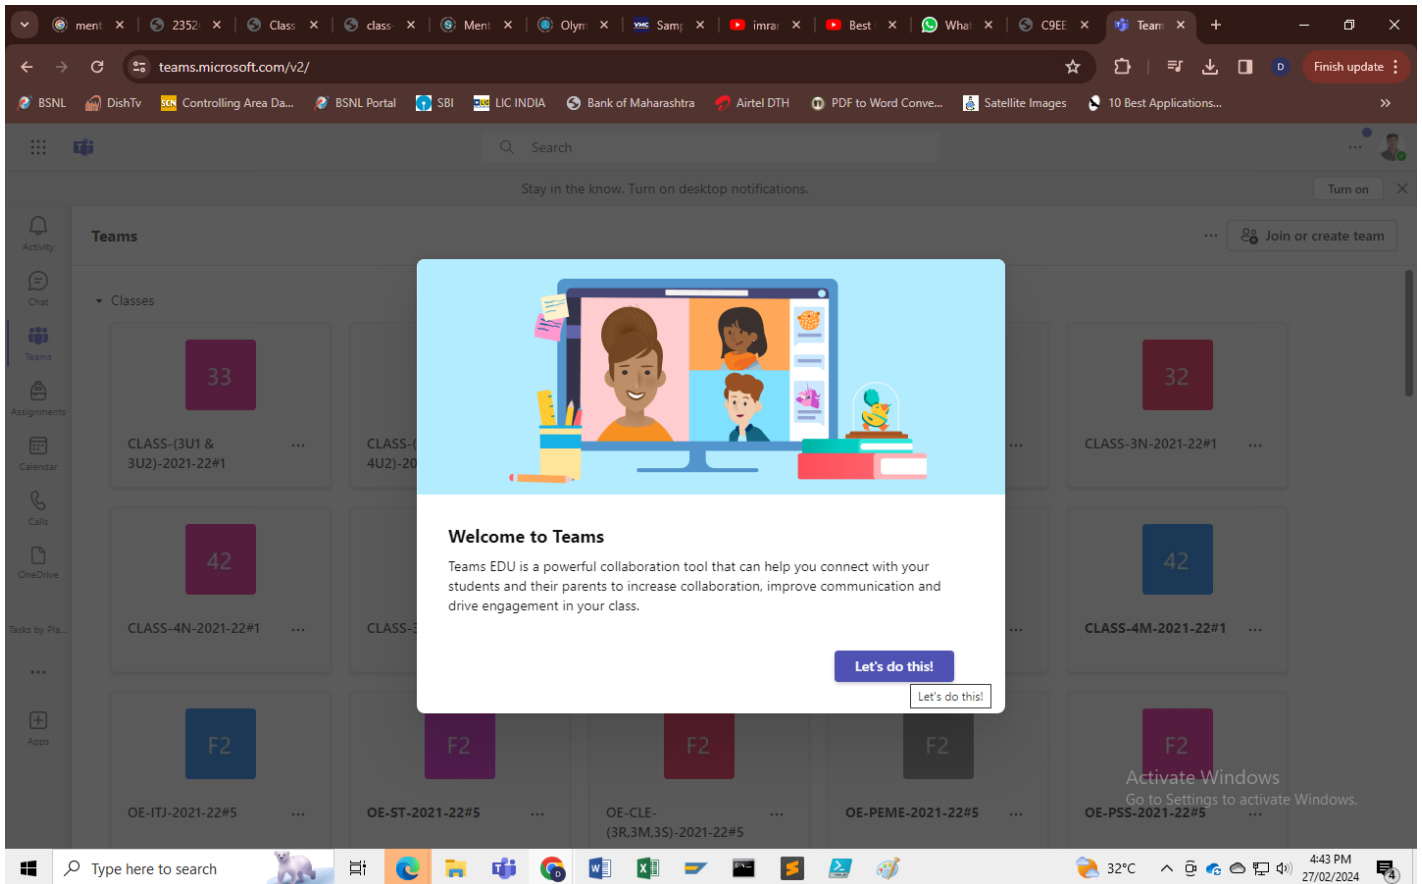 ment
2352
Class
class-
Ment
Olym
VMC
Samp
imra
Best
What
C9EE
Team
teams.microsoft.com/v2/
D
Finish update
BSNL
DishTv
SCN
Controlling Area Da...
BSNL Portal
SBI
LIC INDIA
Bank of Maharashtra
Airtel DTH
PDF to Word Conve...
Satellite Images
10 Best Applications...
Search
Stay in the know. Turn on desktop notifications.
Turn on
Activity
Chat
Teams
Assignments
Calendar
Calls
OneDrive
Tasks by Pla...
Apps
Teams
Join or create team
Classes
33
CLASS-(3U1 &
3U2)-2021-22#1
CLASS-(
4U2)-20
32
CLASS-3N-2021-22#1
42
CLASS-4N-2021-22#1
CLASS-3
42
CLASS-4M-2021-22#1
Welcome to Teams
Teams EDU is a powerful collaboration tool that can help you connect with your
students and their parents to increase collaboration, improve communication and
drive engagement in your class.
Let's do this!
Let's do this!
F2
OE-ITJ-2021-22#5
F2
OE-ST-2021-22#5
F2
OE-CLE-
(3R,3M,3S)-2021-22#5
F2
OE-PEME-2021-22#5
F2
OE-PSS-2021-22#5
Activate Windows
Go to Settings to activate Windows.
Type here to search
32°C
4:43 PM
27/02/2024
4